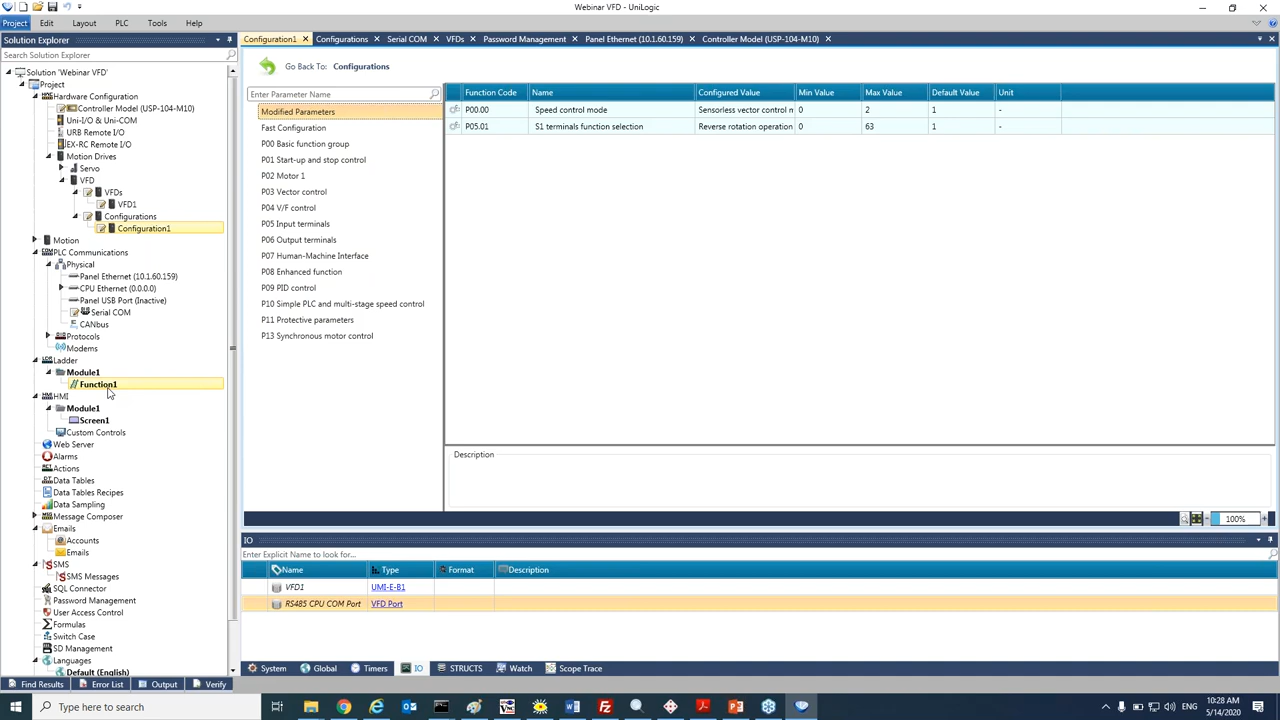 Webinar VFD - UniLogic
Project Edit Layout PLC Tools Help
Solution Explorer
Search Solution Explorer
Solution 'Webinar VFD'
Project
Hardware Configuration
Controller Model (USP-104-M10)
Uni-I/O & Uni-COM
URB Remote I/O
EX-RC Remote I/O
Motion Drives
Servo
VFD
VFDs
VFD1
Configurations
Configuration1
Motion
PLC Communications
Physical
Panel Ethernet (10.1.60.159)
CPU Ethernet (0.0.0.0)
Panel USB Port (Inactive)
Serial COM
CANbus
Protocols
Modems
Ladder
Module1
Function1
HMI
Module1
Screen1
Custom Controls
Web Server
Alarms
Actions
Data Tables
Data Tables Recipes
Data Sampling
Message Composer
Emails
Accounts
Emails
SMS
SMS Messages
SQL Connector
Password Management
User Access Control
Formulas
Switch Case
SD Management
Languages
Default (English)
Find Results Error List Output Verify
Configuration1 Configurations Serial COM VFDs Password Management Panel Ethernet (10.1.60.159) Controller Model (USP-104-M10)
Go Back To: Configurations
Enter Parameter Name
Modified Parameters
Fast Configuration
P00 Basic function group
P01 Start-up and stop control
P02 Motor 1
P03 Vector control
P04 V/F control
P05 Input terminals
P06 Output terminals
P07 Human-Machine Interface
P08 Enhanced function
P09 PID control
P10 Simple PLC and multi-stage speed control
P11 Protective parameters
P13 Synchronous motor control
Function Code Name Configured Value Min Value Max Value Default Value Unit
P00.00 Speed control mode Sensorless vector control n 0 2 1 -
P05.01 S1 terminals function selection Reverse rotation operation 0 63 1 -
Description
100%
IO
Enter Explicit Name to look for...
Name Type Format Description
VFD1 UMI-E-B1
RS485 CPU COM Port VFD Port
System Global Timers IO STRUCTS Watch Scope Trace
Type here to search
10:28 AM
5/14/2020